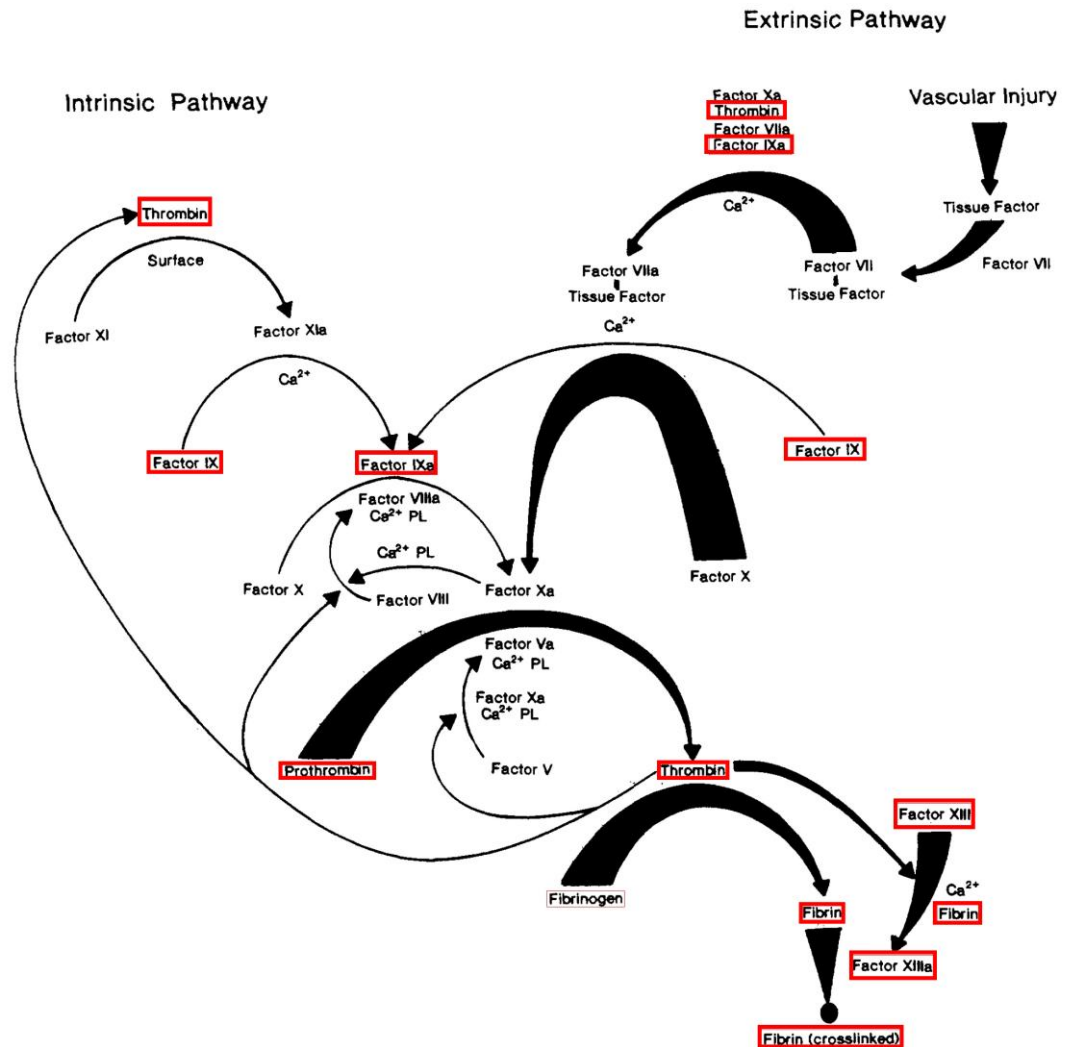 Extrinsic Pathway
Intrinsic Pathway
Factor Xa
Thrombin
Factor VIIa
Factor IXa
Vascular Injury
Ca²⁺
Tissue Factor
Thrombin
Surface
Factor VIIa
Tissue Factor
Factor VII
Tissue Factor
Factor VII
Factor XI
Factor XIa
Ca²⁺
Ca²⁺
Factor IX
Factor IXa
Factor IX
Factor VIIIa
Ca²⁺ PL
Ca²⁺ PL
Factor X
Factor VIII
Factor Xa
Factor X
Factor Va
Ca²⁺ PL
Factor Xa
Ca²⁺ PL
Prothrombin
Factor V
Thrombin
Factor XIII
Fibrinogen
Ca²⁺
Fibrin
Fibrin
Factor XIIIa
Fibrin (crosslinked)